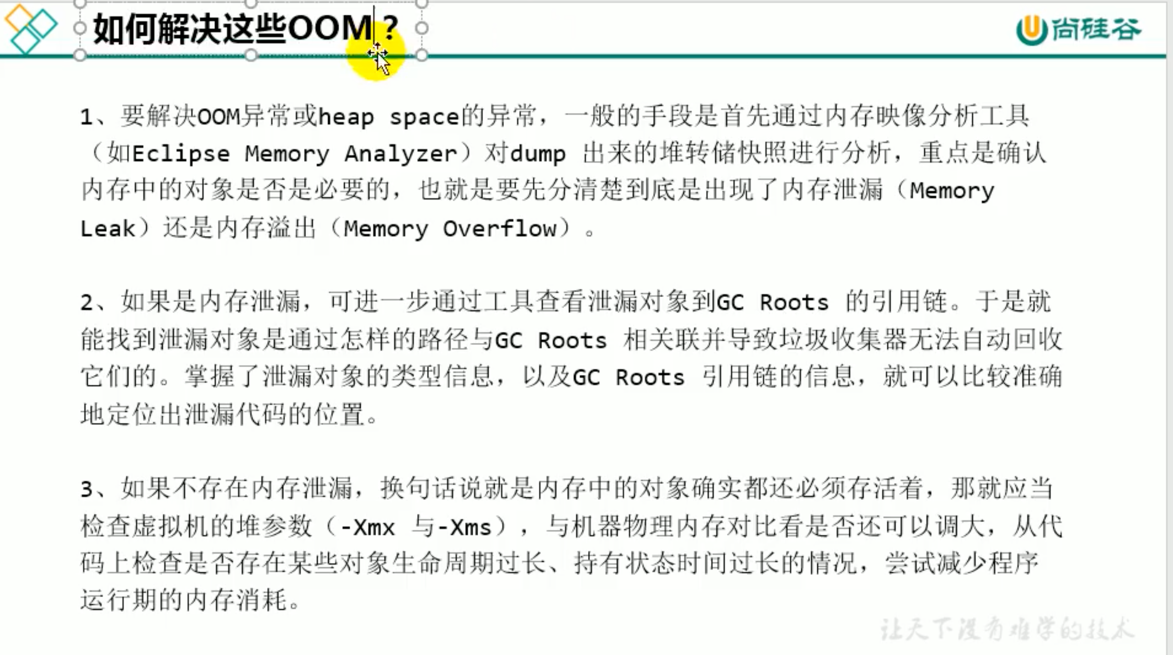 如何解决这些OOM？
尚硅谷
1、要解决OOM异常或heap space的异常，一般的手段是首先通过内存映像分析工具
（如Eclipse Memory Analyzer）对dump 出来的堆转储快照进行分析，重点是确认
内存中的对象是否是必要的，也就是要先分清楚到底是出现了内存泄漏（Memory
Leak）还是内存溢出（Memory Overflow）。
2、如果是内存泄漏，可进一步通过工具查看泄漏对象到GC Roots 的引用链。于是就
能找到泄漏对象是通过怎样的路径与GC Roots 相关联并导致垃圾收集器无法自动回收
它们的。掌握了泄漏对象的类型信息，以及GC Roots 引用链的信息，就可以比较准确
地定位出泄漏代码的位置。
3、如果不存在内存泄漏，换句话说就是内存中的对象确实都还必须存活着，那就应当
检查虚拟机的堆参数（-Xmx 与-Xms），与机器物理内存对比看是否还可以调大，从代
码上检查是否存在某些对象生命周期过长、持有状态时间过长的情况，尝试减少程序
运行期的内存消耗。
让天下没有难学的技术